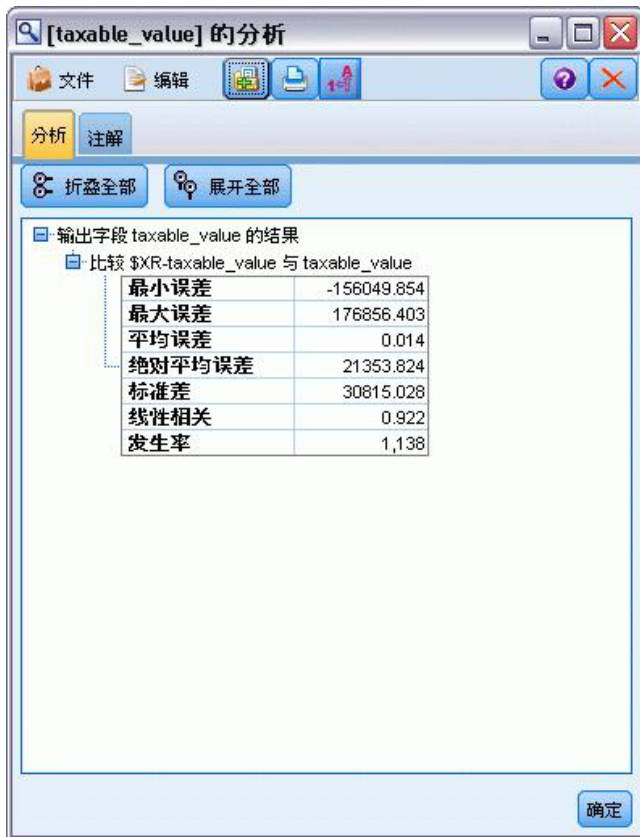 [taxable_value] 的分析
文件 编辑
分析 注解
折叠全部 展开全部
输出字段 taxable_value 的结果
比较 $XR-taxable_value 与 taxable_value
最小误差 -156049.854
最大误差 176856.403
平均误差 0.014
绝对平均误差 21353.824
标准差 30815.028
线性相关 0.922
发生率 1,138
确定